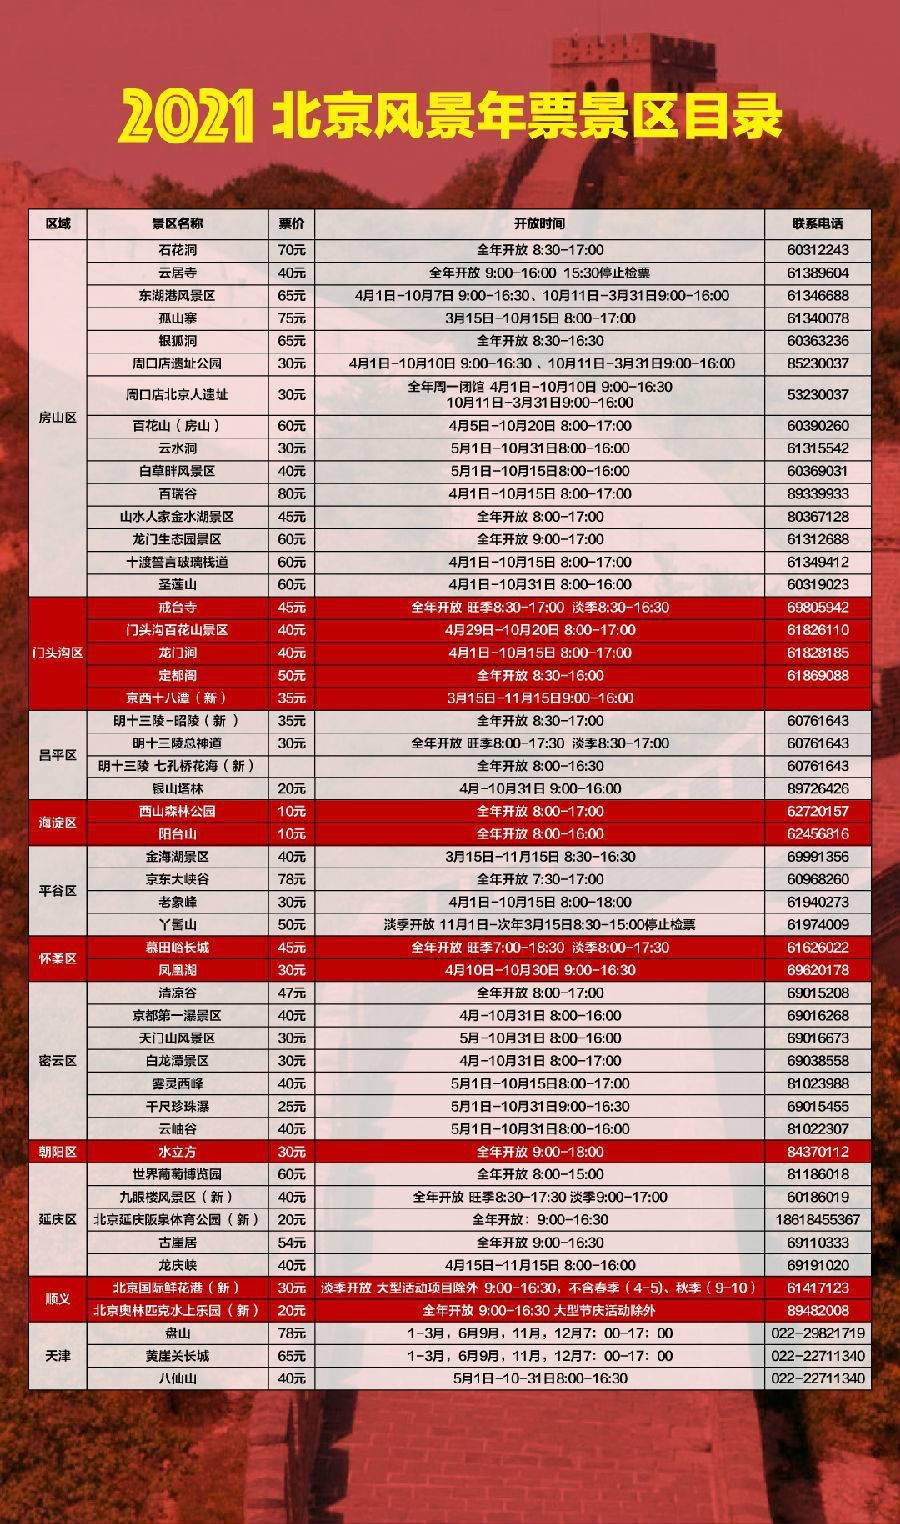 2021 北京风景年票景区目录
区域 景区名称 票价 开放时间 联系电话
房山区
石花洞 70元 全年开放 8:30-17:00 60312243
云居寺 40元 全年开放 9:00-16:00 15:30停止检票 61389604
东湖港风景区 65元 4月1日-10月7日 9:00-16:30、10月11日-3月31日9:00-16:00 61346688
孤山寨 75元 3月15日-10月15日 8:00-17:00 61340078
银狐洞 65元 全年开放 8:30-16:30 60363236
周口店遗址公园 30元 4月1日-10月10日 9:00-16:30 、10月11日-3月31日9:00-16:00 85230037
周口店北京人遗址 30元 全年周一闭馆 4月1日-10月10日 9:00-16:30 53230037
10月11日-3月31日9:00-16:00
百花山（房山） 60元 4月5日-10月20日 8:00-17:00 60390260
云水洞 30元 5月1日-10月31日8:00-16:00 61315542
白草畔风景区 40元 5月1日-10月15日8:00-16:00 60369031
百瑞谷 80元 4月1日-10月15日 8:00-17:00 89339933
山水人家金水湖景区 45元 全年开放 8:00-17:00 80367128
龙门生态园景区 60元 全年开放 9:00-17:00 61312688
十渡誓言玻璃栈道 60元 4月1日-10月15日 8:00-17:00 61349412
圣莲山 60元 4月1日-10月31日 8:00-16:00 60319023
门头沟区
戒台寺 45元 全年开放 旺季8:30-17:00 淡季8:30-16:30 69805942
门头沟百花山景区 40元 4月29日-10月20日 8:00-17:00 61826110
龙门涧 40元 4月1日-10月15日 8:00-17:00 61828185
定都阁 50元 全年开放 8:30-16:00 61869088
京西十八潭（新） 35元 3月15日-11月15日9:00-16:00
昌平区
明十三陵-昭陵（新 ） 35元 全年开放 8:30-17:00 60761643
明十三陵总神道 30元 全年开放 旺季8:00-17:30 淡季8:30-17:00 60761643
明十三陵 七孔桥花海（新） 全年开放 8:00-16:30 60761643
银山塔林 20元 4月-10月31日 9:00-16:00 89726426
海淀区
西山森林公园 10元 全年开放 8:00-17:00 62720157
阳台山 10元 全年开放 8:00-16:00 62456816
平谷区
金海湖景区 40元 3月15日-11月15日 8:30-16:30 69991356
京东大峡谷 78元 全年开放 7:30-17:00 60968260
老象峰 30元 4月1日-10月15日 8:00-18:00 61940273
丫髻山 50元 淡季开放 11月1日-次年3月15日8:30-15:00停止检票 61974009
怀柔区
慕田峪长城 45元 全年开放 旺季7:00-18:30 淡季8:00-17:30 61626022
凤凰湖 30元 4月10日-10月30日 9:00-16:30 69620178
密云区
清凉谷 47元 全年开放 8:00-17:00 69015208
京都第一瀑景区 40元 4月-10月31日 8:00-16:00 69016268
天门山风景区 30元 5月-10月31日 8:00-16:00 69016673
白龙潭景区 30元 4月-10月31日 8:00-17:00 69038558
雾灵西峰 40元 5月1日-10月15日8:00-17:00 81023988
千尺珍珠瀑 25元 5月1日-10月31日9:00-16:30 69015455
云岫谷 40元 5月1日-10月31日8:00-16:00 81022307
朝阳区 水立方 30元 全年开放 9:00-18:00 84370112
延庆区
世界葡萄博览园 60元 全年开放 8:00-15:00 81186018
九眼楼风景区（新） 40元 全年开放 旺季8:30-17:30 淡季9:00-17:00 60186019
北京延庆阪泉体育公园（新） 20元 全年开放：9:00-16:30 18618455367
古崖居 54元 全年开放 9:00-16:30 69110333
龙庆峡 40元 4月15日-11月15日 8:00-16:00 69191020
顺义
北京国际鲜花港（新） 30元 淡季开放 大型活动项目除外 9:00-16:30，不含春季（4-5)、秋季（9-10） 61417123
北京奥林匹克水上乐园（新） 20元 全年开放 9:00-16:30 大型节庆活动除外 89482008
天津
盘山 78元 1-3月，6月9月，11月，12月7：00-17：00 022-29821719
黄崖关长城 65元 1-3月，6月9月，11月，12月7：00-17：00 022-22711340
八仙山 40元 5月1日-10-31日8:00-16:30 022-22711340